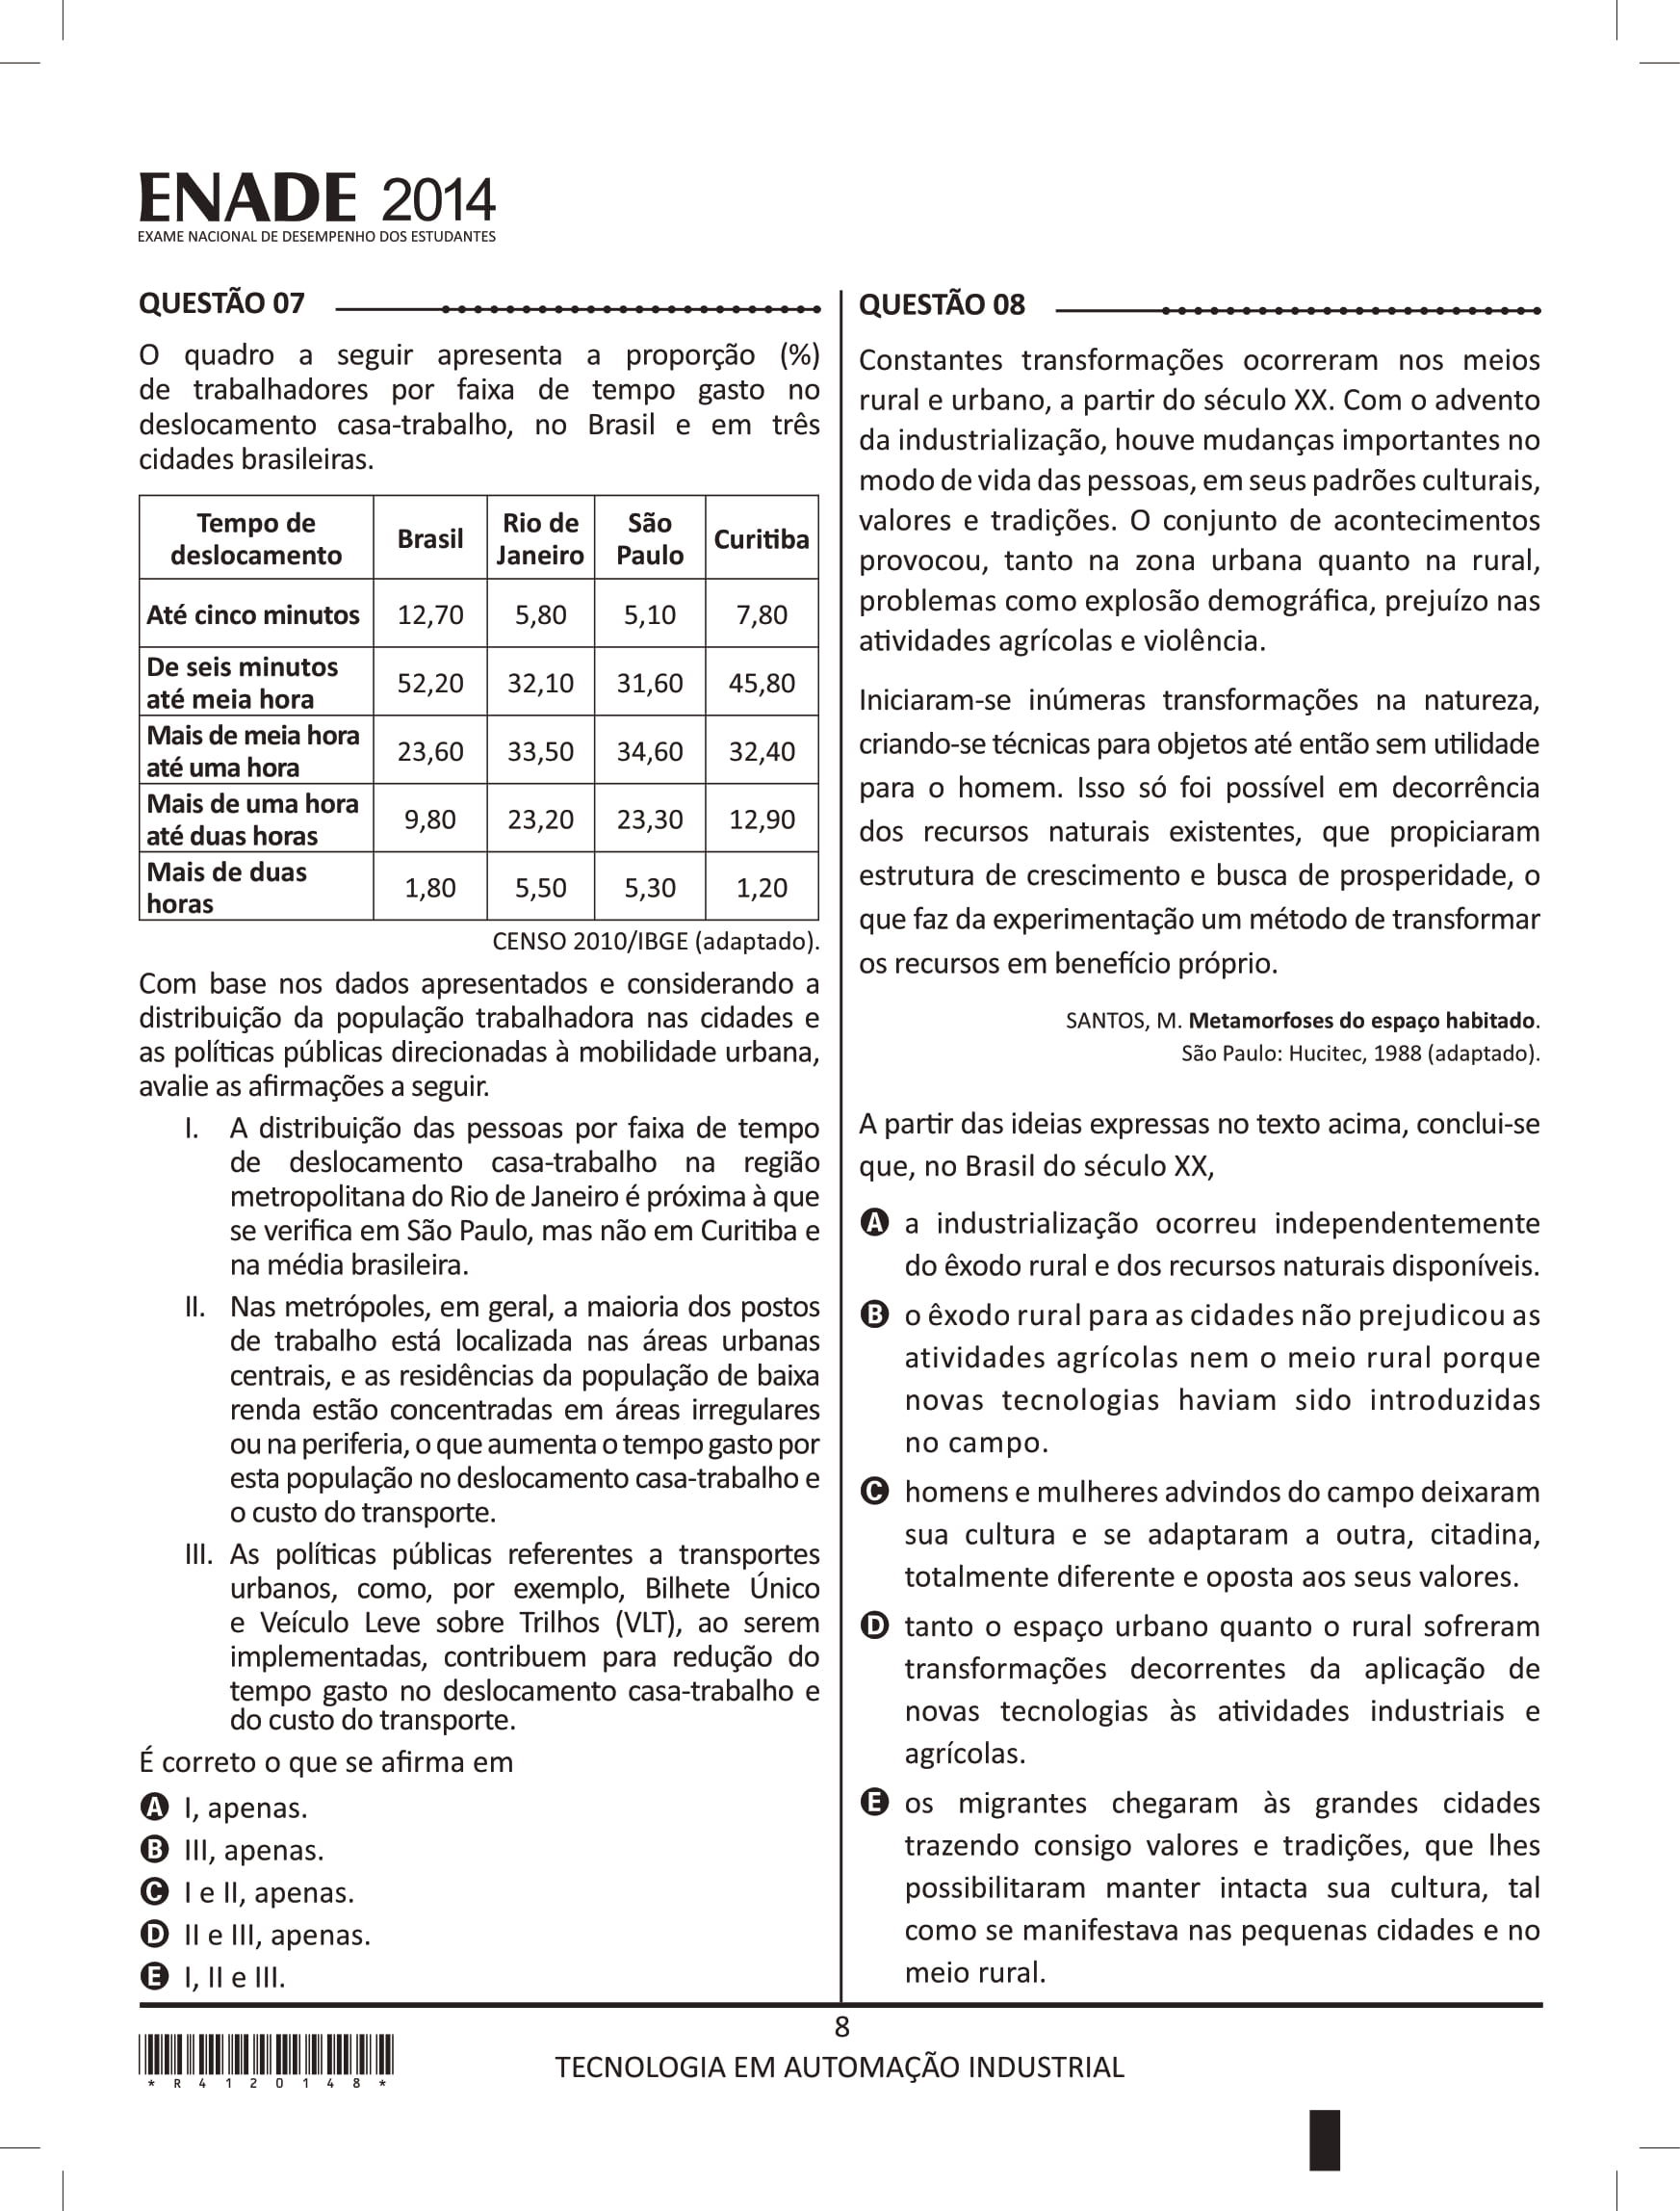 ENADE 2014
EXAME NACIONAL DE DESEMPENHO DOS ESTUDANTES
QUESTÃO 07
O quadro a seguir apresenta a proporção (%)
de trabalhadores por faixa de tempo gasto no
deslocamento casa-trabalho, no Brasil e em três
cidades brasileiras.
Tempo de deslocamento Brasil Rio de Janeiro São Paulo Curitiba
Até cinco minutos 12,70 5,80 5,10 7,80
De seis minutos até meia hora 52,20 32,10 31,60 45,80
Mais de meia hora até uma hora 23,60 33,50 34,60 32,40
Mais de uma hora até duas horas 9,80 23,20 23,30 12,90
Mais de duas horas 1,80 5,50 5,30 1,20
CENSO 2010/IBGE (adaptado).
Com base nos dados apresentados e considerando a
distribuição da população trabalhadora nas cidades e
as políticas públicas direcionadas à mobilidade urbana,
avalie as afirmações a seguir.
I. A distribuição das pessoas por faixa de tempo
de deslocamento casa-trabalho na região
metropolitana do Rio de Janeiro é próxima à que
se verifica em São Paulo, mas não em Curitiba e
na média brasileira.
II. Nas metrópoles, em geral, a maioria dos postos
de trabalho está localizada nas áreas urbanas
centrais, e as residências da população de baixa
renda estão concentradas em áreas irregulares
ou na periferia, o que aumenta o tempo gasto por
esta população no deslocamento casa-trabalho e
o custo do transporte.
III. As políticas públicas referentes a transportes
urbanos, como, por exemplo, Bilhete Único
e Veículo Leve sobre Trilhos (VLT), ao serem
implementadas, contribuem para redução do
tempo gasto no deslocamento casa-trabalho e
do custo do transporte.
É correto o que se afirma em
A I, apenas.
B III, apenas.
C I e II, apenas.
D II e III, apenas.
E I, II e III.
QUESTÃO 08
Constantes transformações ocorreram nos meios
rural e urbano, a partir do século XX. Com o advento
da industrialização, houve mudanças importantes no
modo de vida das pessoas, em seus padrões culturais,
valores e tradições. O conjunto de acontecimentos
provocou, tanto na zona urbana quanto na rural,
problemas como explosão demográfica, prejuízo nas
atividades agrícolas e violência.
Iniciaram-se inúmeras transformações na natureza,
criando-se técnicas para objetos até então sem utilidade
para o homem. Isso só foi possível em decorrência
dos recursos naturais existentes, que propiciaram
estrutura de crescimento e busca de prosperidade, o
que faz da experimentação um método de transformar
os recursos em benefício próprio.
SANTOS, M. Metamorfoses do espaço habitado.
São Paulo: Hucitec, 1988 (adaptado).
A partir das ideias expressas no texto acima, conclui-se
que, no Brasil do século XX,
A a industrialização ocorreu independentemente
do êxodo rural e dos recursos naturais disponíveis.
B o êxodo rural para as cidades não prejudicou as
atividades agrícolas nem o meio rural porque
novas tecnologias haviam sido introduzidas
no campo.
C homens e mulheres advindos do campo deixaram
sua cultura e se adaptaram a outra, citadina,
totalmente diferente e oposta aos seus valores.
D tanto o espaço urbano quanto o rural sofreram
transformações decorrentes da aplicação de
novas tecnologias às atividades industriais e
agrícolas.
E os migrantes chegaram às grandes cidades
trazendo consigo valores e tradições, que lhes
possibilitaram manter intacta sua cultura, tal
como se manifestava nas pequenas cidades e no
meio rural.
8
TECNOLOGIA EM AUTOMAÇÃO INDUSTRIAL
* R 4 1 2 0 1 4 8 *